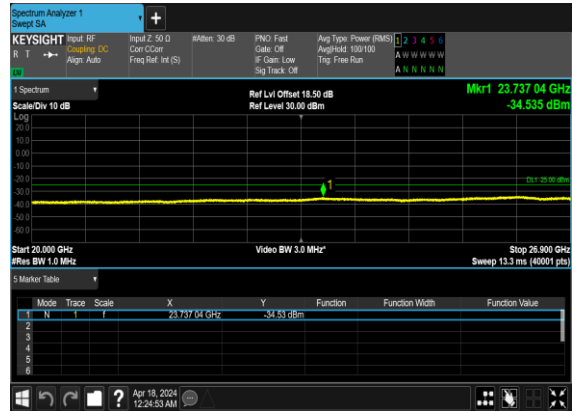 Spectrum Analyzer 1
Swept SA
+
KEYSIGHT Input: RF Input Z: 50 Ω #Atten: 30 dB PNO: Fast Avg Type: Power (RMS) 1 2 3 4 5 6
R T Coupling: DC Corr CCorr Gate: Off Avg|Hold: 100/100 A W W W W W
Align: Auto Freq Ref: Int (S) IF Gain: Low Trig: Free Run
Sig Track: Off A N N N N N
1 Spectrum Ref Lvl Offset 18.50 dB Mkr1 23.737 04 GHz
Scale/Div 10 dB Ref Level 30.00 dBm -34.535 dBm
Log
20.0
10.0
0.00
-10.0
-20.0
DL1 -25.00 dBm
-30.0
1
-40.0
-50.0
-60.0
Start 20.000 GHz Video BW 3.0 MHz* Stop 26.900 GHz
#Res BW 1.0 MHz Sweep 13.3 ms (40001 pts)
5 Marker Table
Mode Trace Scale X Y Function Function Width Function Value
1 N 1 f 23.737 04 GHz -34.53 dBm
2
3
4
5
6
? Apr 18, 2024
12:24:53 AM